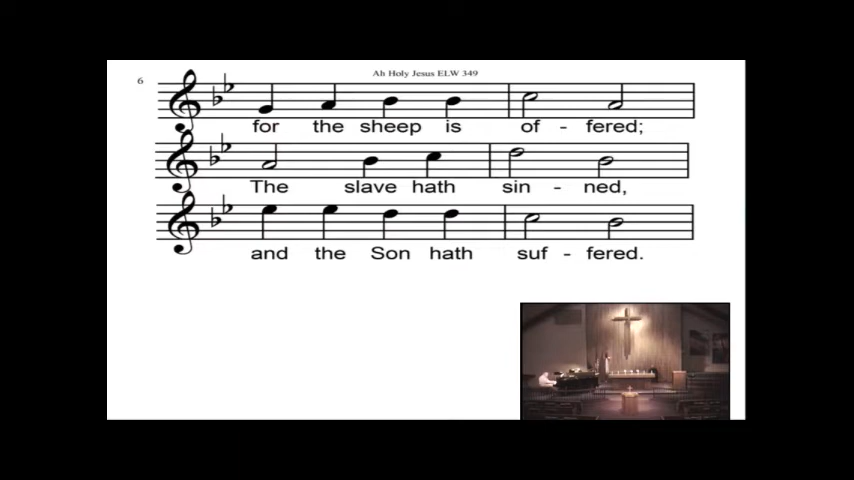 6
Ah Holy Jesus ELW 349
for the sheep is of - fered;
The slave hath sin - ned,
and the Son hath suf - fered.